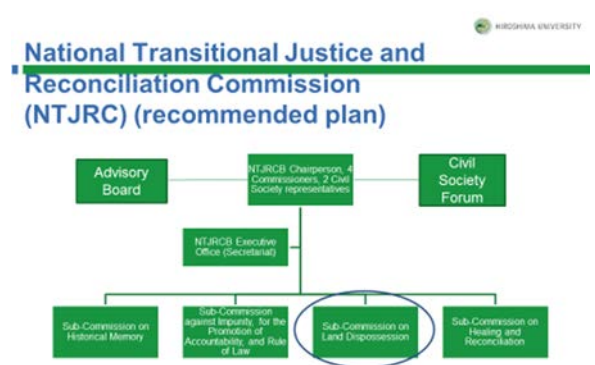 HIROSHIMA UNIVERSITY
National Transitional Justice and
Reconciliation Commission
(NTJRC) (recommended plan)
Advisory
Board
NTJRCB Chairperson, 4
Commissioners, 2 Civil
Society representatives
Civil
Society
Forum
NTJRCB Executive
Office (Secretariat)
Sub-Commission on
Historical Memory
Sub-Commission
against Impunity, for the
Promotion of
Accountability, and Rule
of Law
Sub-Commission on
Land Dispossession
Sub-Commission on
Healing and
Reconciliation